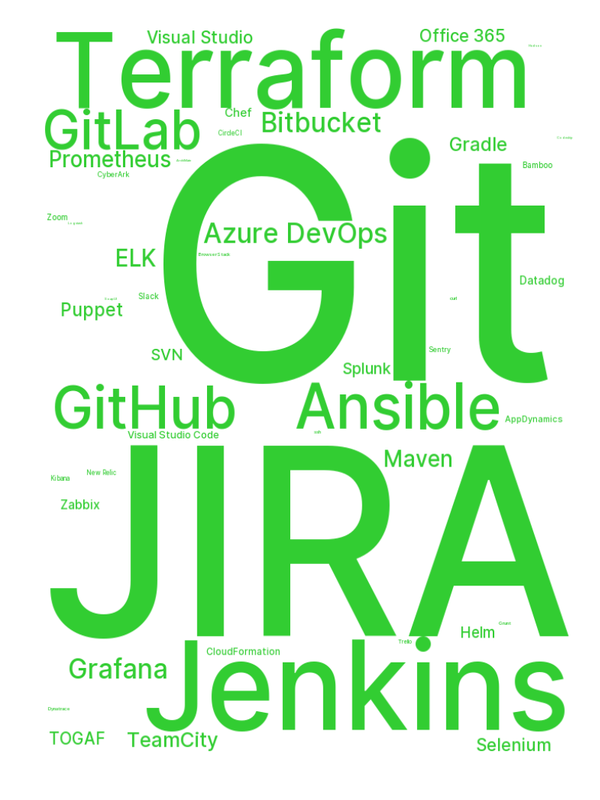 Visual Studio
Office 365
Terraform
GitLab
Chef
Bitbucket
CircleCI
Prometheus
Gradle
Bamboo
CyberArk
Git
Zoom
Azure DevOps
ELK
Datadog
Slack
Puppet
SVN
Sentry
Splunk
GitHub
Ansible
AppDynamics
Visual Studio Code
JIRA
Maven
Kibana
New Relic
Zabbix
Helm
Trello
CloudFormation
Grafana
Jenkins
TOGAF
TeamCity
Selenium